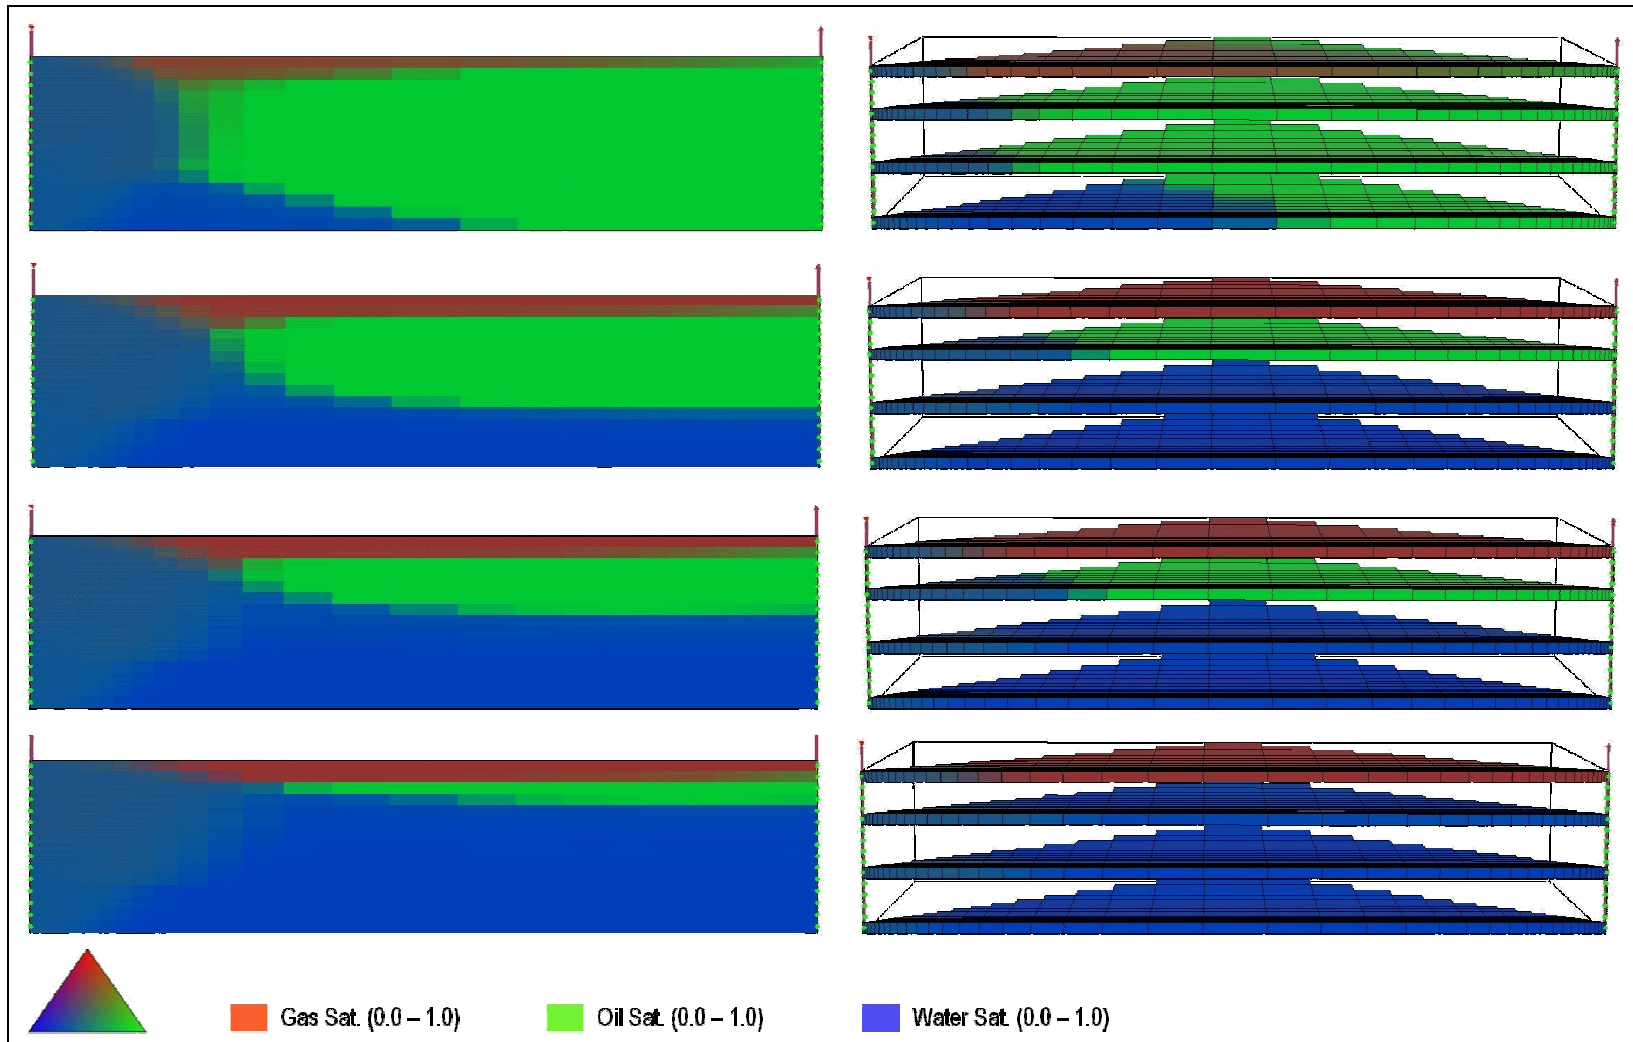 Gas Sat. (0.0 – 1.0)
Oil Sat. (0.0 – 1.0)
Water Sat. (0.0 – 1.0)